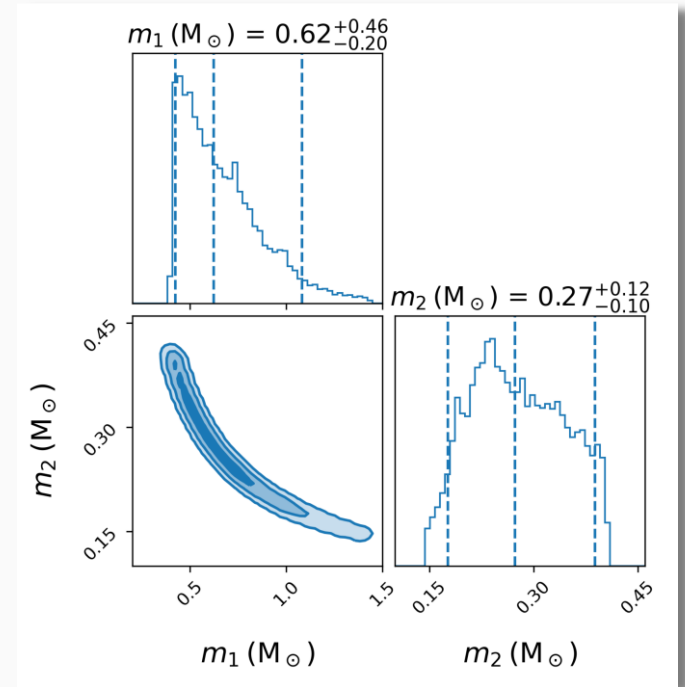 m₁ (M⊙) = 0.62⁺⁰·⁴⁶₋₀.₂₀
m₂ (M⊙) = 0.27⁺⁰·¹²₋₀.₁₀
m₂ (M⊙)
0.45
0.30
0.15
0.5 1.0 1.5
0.15 0.30 0.45
m₁ (M⊙)
m₂ (M⊙)